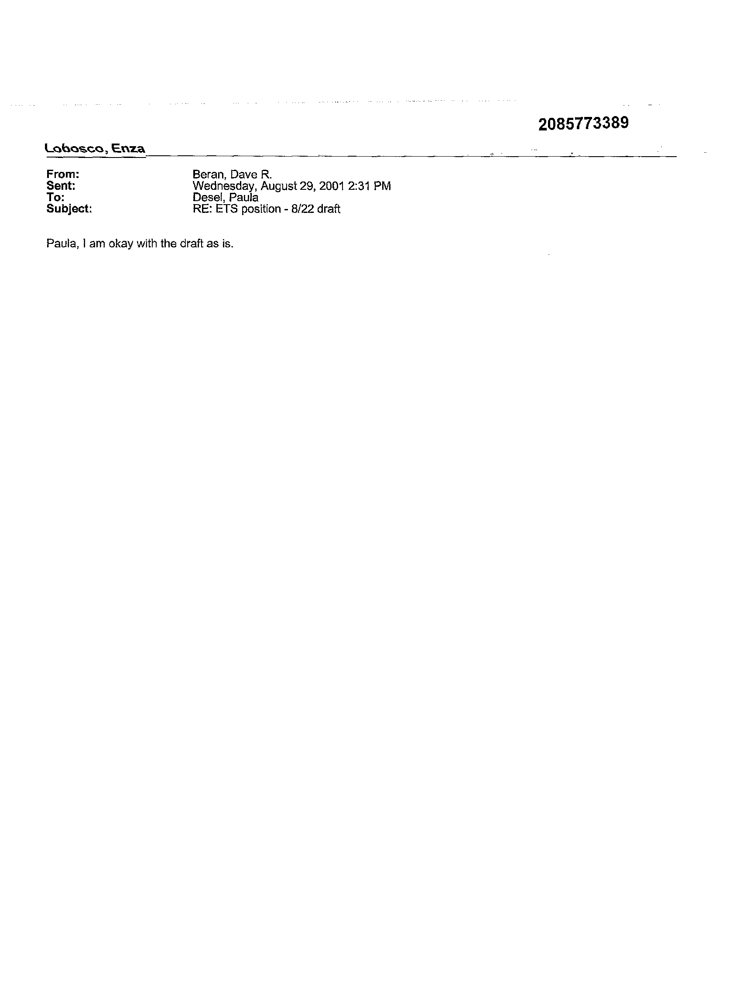 2085773389
Lobosco, Enza
From: Beran, Dave R.
Sent: Wednesday, August 29, 2001 2:31 PM
To: Desel, Paula
Subject: RE: ETS position - 8/22 draft
Paula, I am okay with the draft as is.